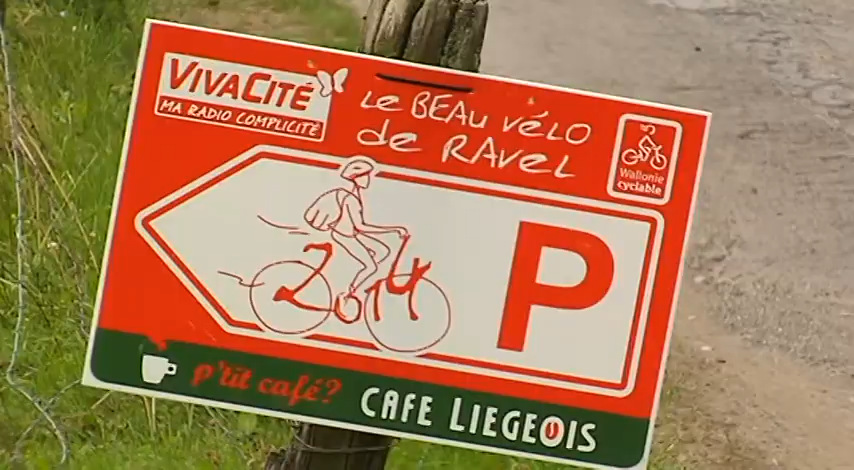 VIVACITÉ
MA RADIO COMPLICITÉ
Le BEAU véLO
de RAVeL
Wallonie
cyclable
2014
P
p'tit café?
CAFE LIEGEOIS